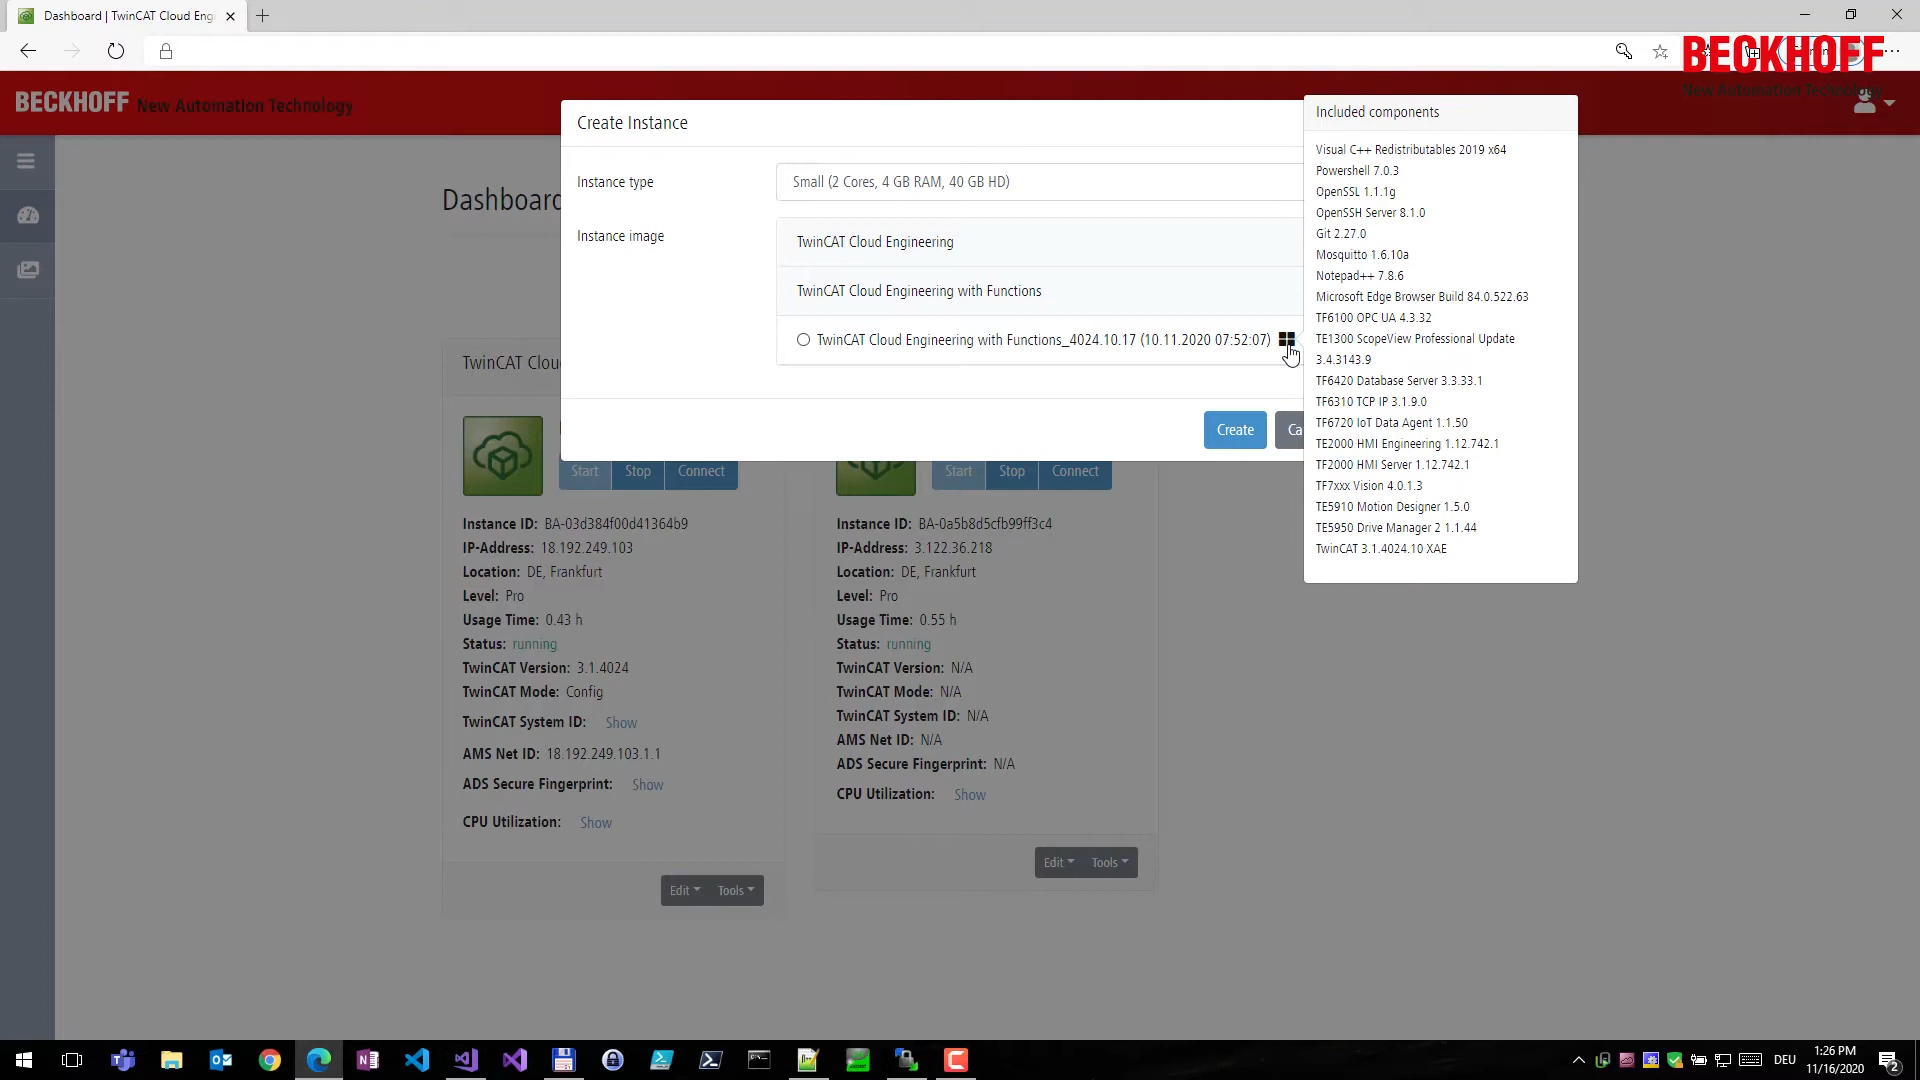 Dashboard | TwinCAT Cloud Eng
BECKHOFF
New Automation Technology
BECKHOFF New Automation Technology
Create Instance
Instance type
Small (2 Cores, 4 GB RAM, 40 GB HD)
Instance image
TwinCAT Cloud Engineering
TwinCAT Cloud Engineering with Functions
TwinCAT Cloud Engineering with Functions_4024.10.17 (10.11.2020 07:52:07)
Create
Ca
Included components
Visual C++ Redistributables 2019 x64
Powershell 7.0.3
OpenSSL 1.1.1g
OpenSSH Server 8.1.0
Git 2.27.0
Mosquitto 1.6.10a
Notepad++ 7.8.6
Microsoft Edge Browser Build 84.0.522.63
TF6100 OPC UA 4.3.32
TE1300 ScopeView Professional Update
3.4.3143.9
TF6420 Database Server 3.3.33.1
TF6310 TCP IP 3.1.9.0
TF6720 IoT Data Agent 1.1.50
TE2000 HMI Engineering 1.12.742.1
TF2000 HMI Server 1.12.742.1
TF7xxx Vision 4.0.1.3
TE5910 Motion Designer 1.5.0
TE5950 Drive Manager 2 1.1.44
TwinCAT 3.1.4024.10 XAE
Dashboard
TwinCAT Clou
Start Stop Connect
Instance ID: BA-03d384f00d41364b9
IP-Address: 18.192.249.103
Location: DE, Frankfurt
Level: Pro
Usage Time: 0.43 h
Status: running
TwinCAT Version: 3.1.4024
TwinCAT Mode: Config
TwinCAT System ID: Show
AMS Net ID: 18.192.249.103.1.1
ADS Secure Fingerprint: Show
CPU Utilization: Show
Edit Tools
Start Stop Connect
Instance ID: BA-0a5b8d5cfb99ff3c4
IP-Address: 3.122.36.218
Location: DE, Frankfurt
Level: Pro
Usage Time: 0.55 h
Status: running
TwinCAT Version: N/A
TwinCAT Mode: N/A
TwinCAT System ID: N/A
AMS Net ID: N/A
ADS Secure Fingerprint: N/A
CPU Utilization: Show
Edit Tools
DEU
1:26 PM
11/16/2020
2